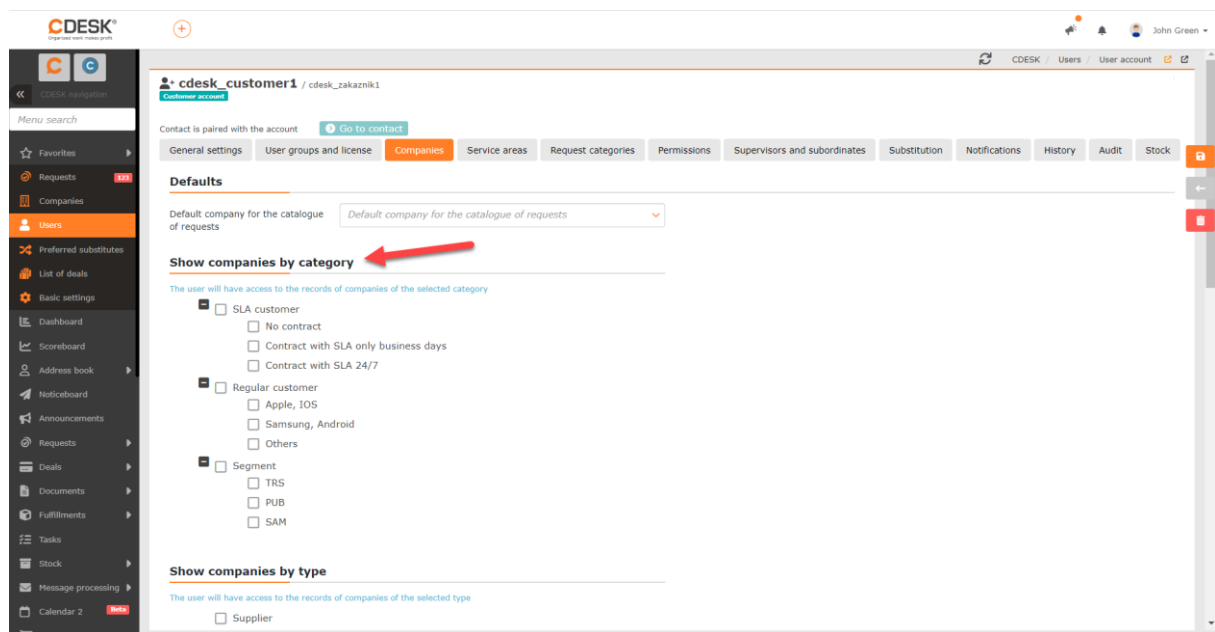 CDESK®
Organized work makes profit
John Green
CDESK / Users / User account
CDESK navigation
Menu search
Favorites
Requests 323
Companies
Users
Preferred substitutes
List of deals
Basic settings
Dashboard
Scoreboard
Address book
Noticeboard
Announcements
Requests
Deals
Documents
Fulfillments
Tasks
Stock
Message processing
Calendar 2 Beta
cdesk_customer1 / cdesk_zakaznik1
Customer account
Contact is paired with the account Go to contact
General settings User groups and license Companies Service areas Request categories Permissions Supervisors and subordinates Substitution Notifications History Audit Stock
Defaults
Default company for the catalogue of requests
Default company for the catalogue of requests
Show companies by category
The user will have access to the records of companies of the selected category
SLA customer
No contract
Contract with SLA only business days
Contract with SLA 24/7
Regular customer
Apple, IOS
Samsung, Android
Others
Segment
TRS
PUB
SAM
Show companies by type
The user will have access to the records of companies of the selected type
Supplier